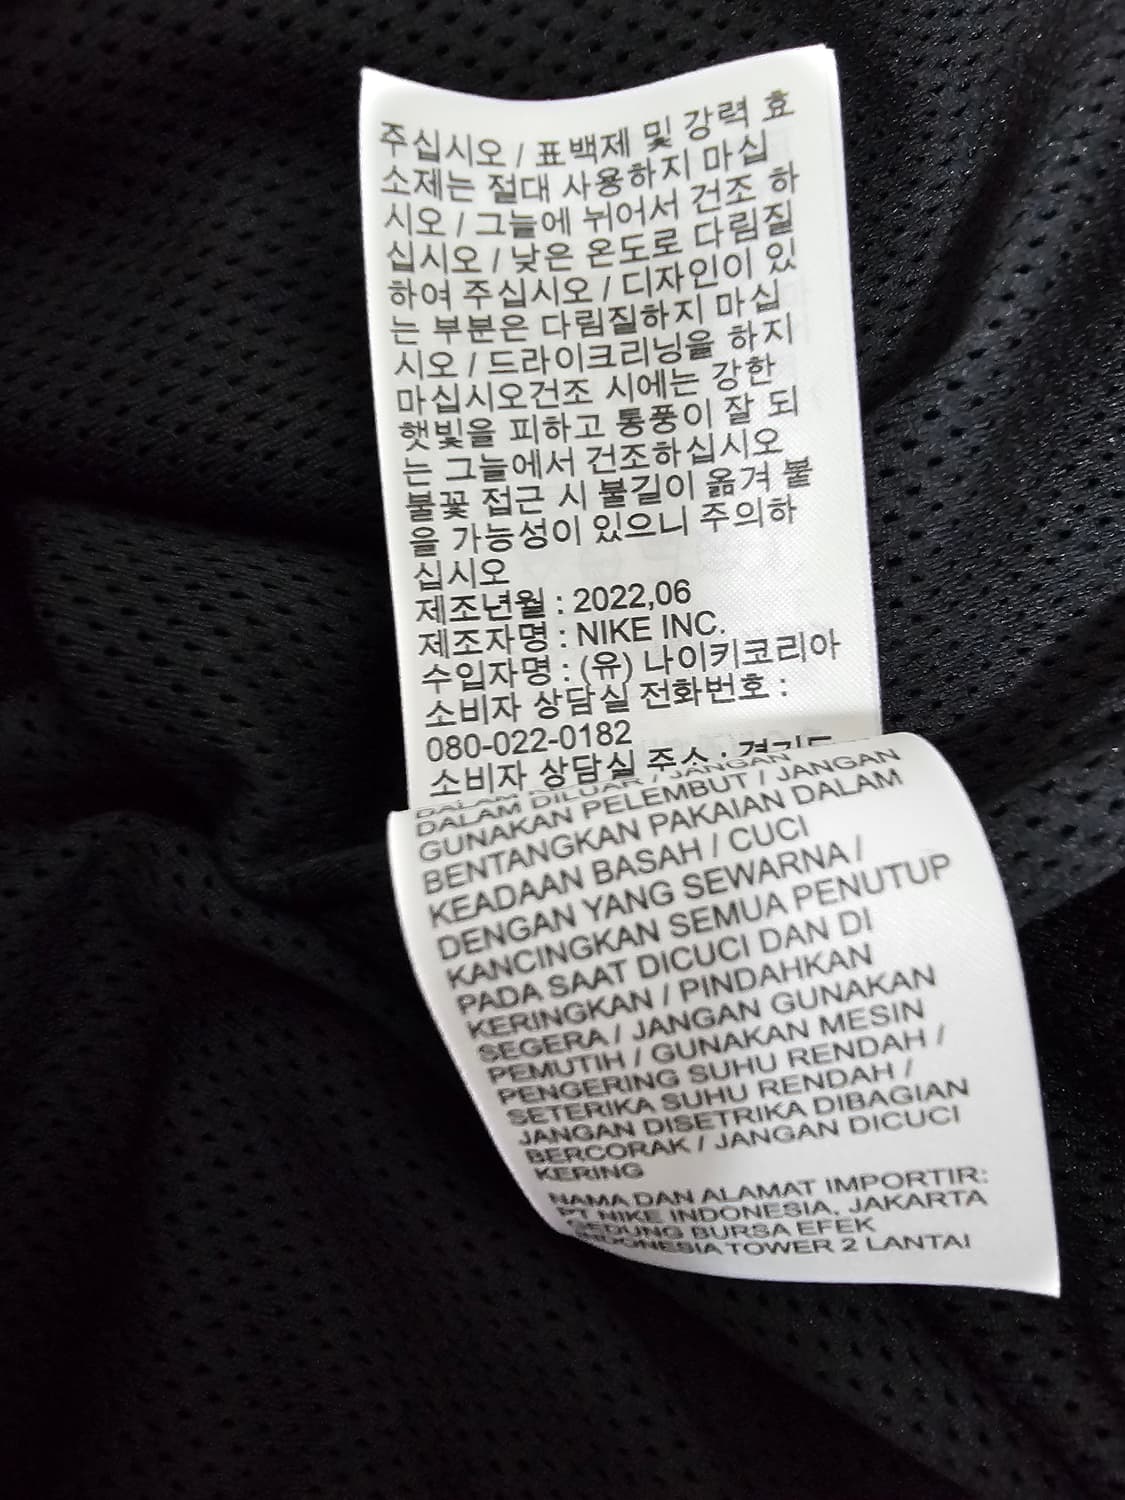 주십시오 / 표백제 및 강력 효
소제는 절대 사용하지 마십
시오 / 그늘에 뉘어서 건조 하
십시오 / 낮은 온도로 다림질
하여 주십시오 / 디자인이 있
는 부분은 다림질하지 마십
시오 / 드라이크리닝을 하지
마십시오건조 시에는 강한
햇빛을 피하고 통풍이 잘 되
는 그늘에서 건조하십시오
불꽃 접근 시 불길이 옮겨 붙
을 가능성이 있으니 주의하
십시오
제조년월 : 2022,06
제조자명 : NIKE INC.
수입자명 : (유) 나이키코리아
소비자 상담실 전화번호 :
080-022-0182
소비자 상담실 주소 : 경기도
DALAM DILUAR / JANGAN
GUNAKAN PELEMBUT / JANGAN
BENTANGKAN PAKAIAN DALAM
KEADAAN BASAH / CUCI
DENGAN YANG SEWARNA /
KANCINGKAN SEMUA PENUTUP
PADA SAAT DICUCI DAN DI
KERINGKAN / PINDAHKAN
SEGERA / JANGAN GUNAKAN
PEMUTIH / GUNAKAN MESIN
PENGERING SUHU RENDAH /
SETERIKA SUHU RENDAH /
JANGAN DISETRIKA DIBAGIAN
BERCORAK / JANGAN DICUCI
KERING
NAMA DAN ALAMAT IMPORTIR:
PT NIKE INDONESIA, JAKARTA
GEDUNG BURSA EFEK
INDONESIA TOWER 2 LANTAI